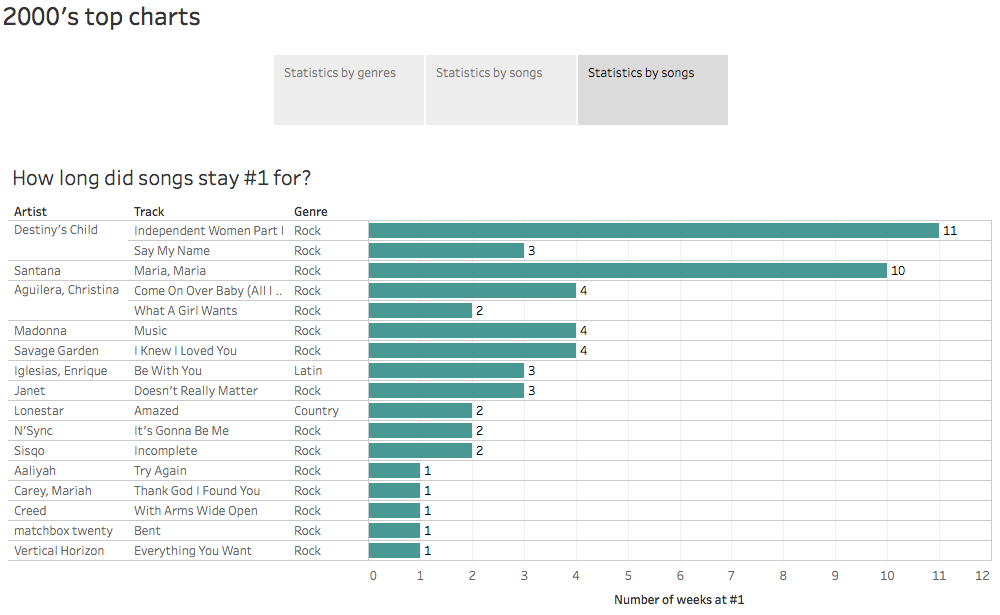 2000's top charts
Statistics by genres Statistics by songs Statistics by songs
How long did songs stay #1 for?
Artist Track Genre
Destiny's Child Independent Women Part I Rock 11
Say My Name Rock 3
Santana Maria, Maria Rock 10
Aguilera, Christina Come On Over Baby (All I .. Rock 4
What A Girl Wants Rock 2
Madonna Music Rock 4
Savage Garden I Knew I Loved You Rock 4
Iglesias, Enrique Be With You Latin 3
Janet Doesn't Really Matter Rock 3
Lonestar Amazed Country 2
N'Sync It's Gonna Be Me Rock 2
Sisqo Incomplete Rock 2
Aaliyah Try Again Rock 1
Carey, Mariah Thank God I Found You Rock 1
Creed With Arms Wide Open Rock 1
matchbox twenty Bent Rock 1
Vertical Horizon Everything You Want Rock 1
0 1 2 3 4 5 6 7 8 9 10 11 12
Number of weeks at #1